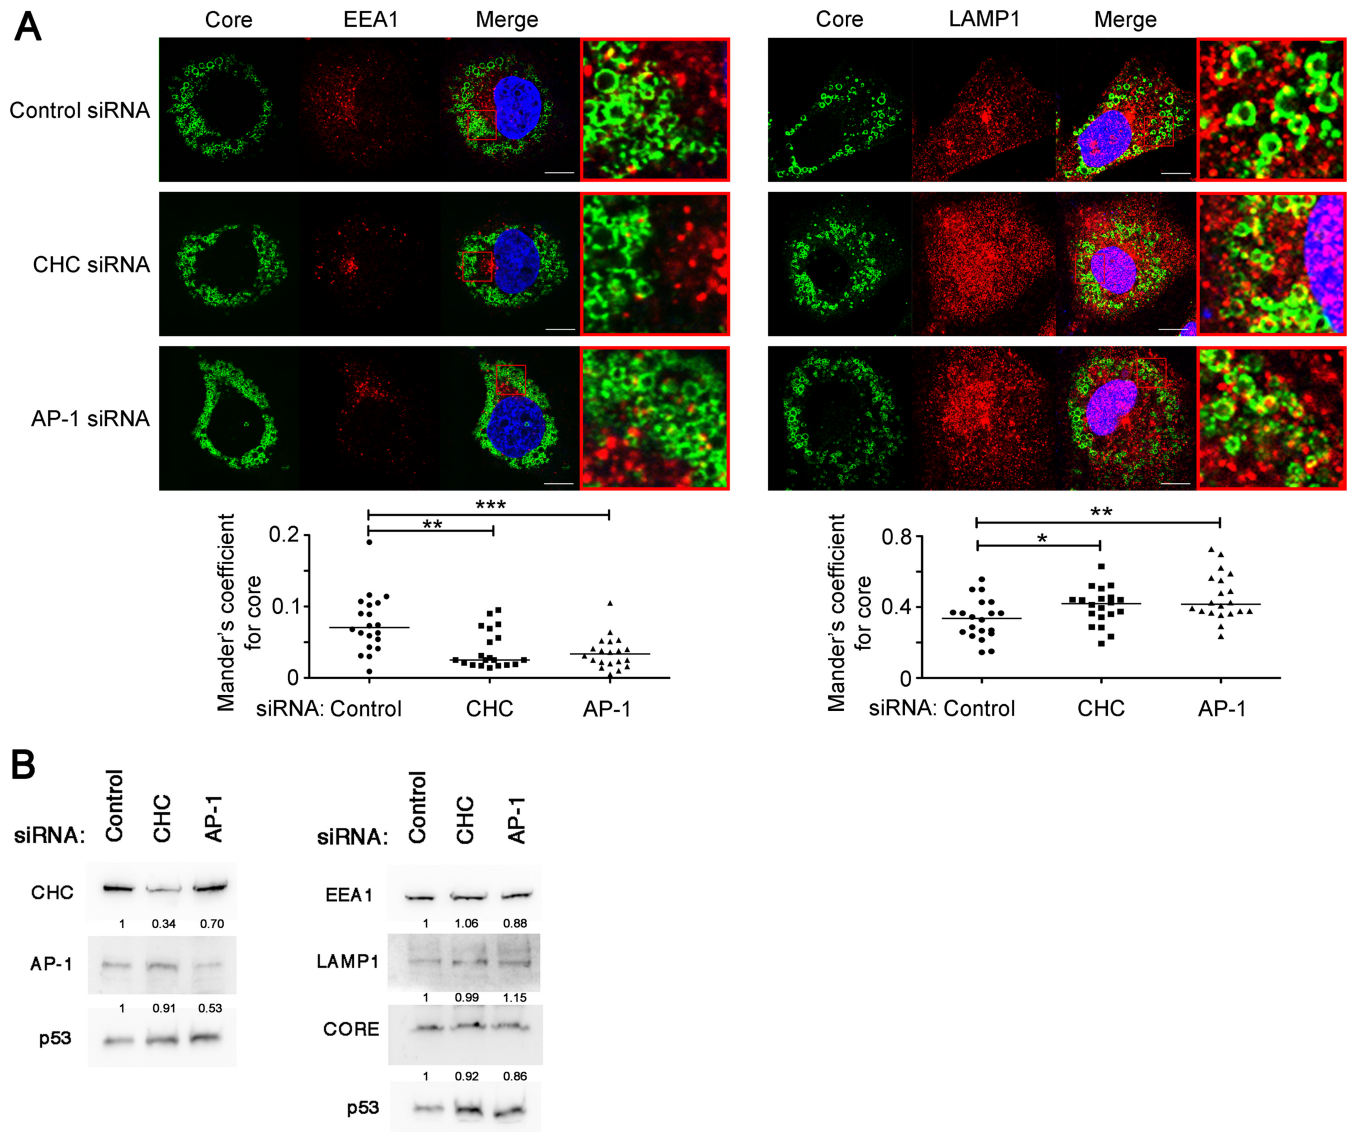 A
Core EEA1 Merge
Core LAMP1 Merge
Control siRNA
CHC siRNA
AP-1 siRNA
***
**
0.2
0.1
0
Mander's coefficient
for core
siRNA: Control CHC AP-1
**
*
0.8
0.4
0
Mander's coefficient
for core
siRNA: Control CHC AP-1
B
siRNA: Control CHC AP-1
CHC
1 0.34 0.70
AP-1
1 0.91 0.53
p53
siRNA: Control CHC AP-1
EEA1
1 1.06 0.88
LAMP1
1 0.99 1.15
CORE
1 0.92 0.86
p53